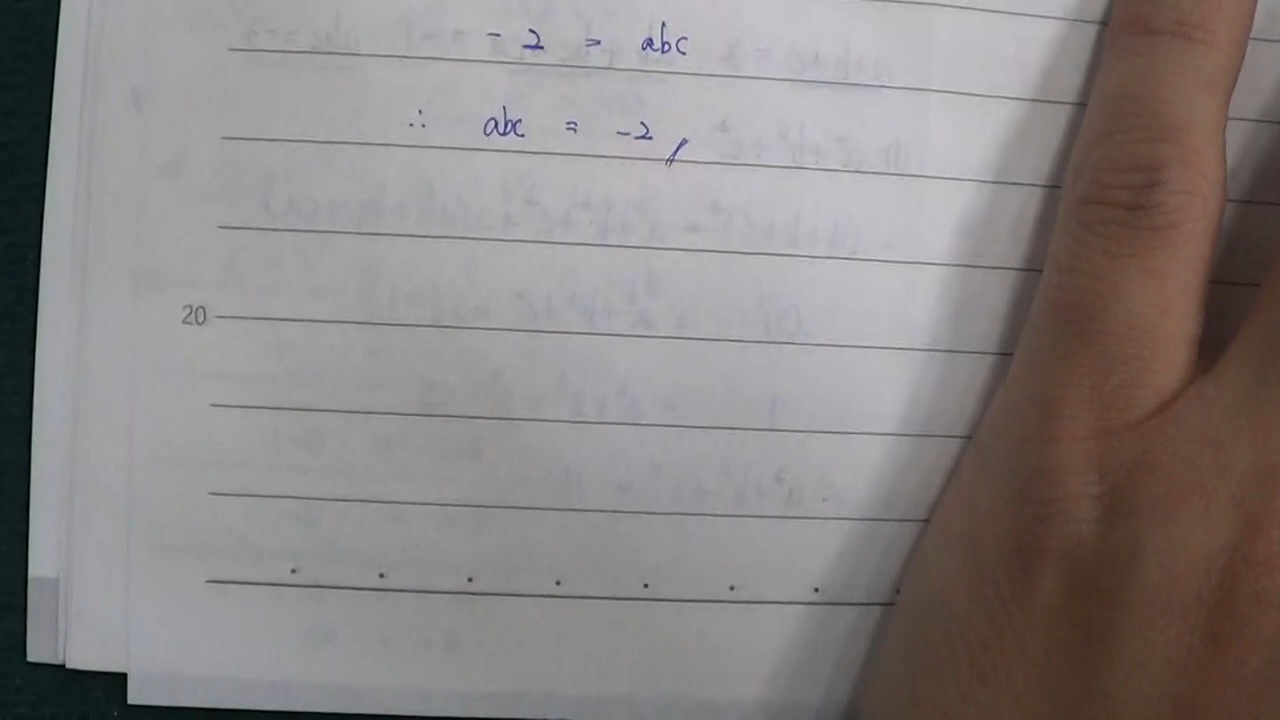 -2 = abc
∴ abc = -2
20